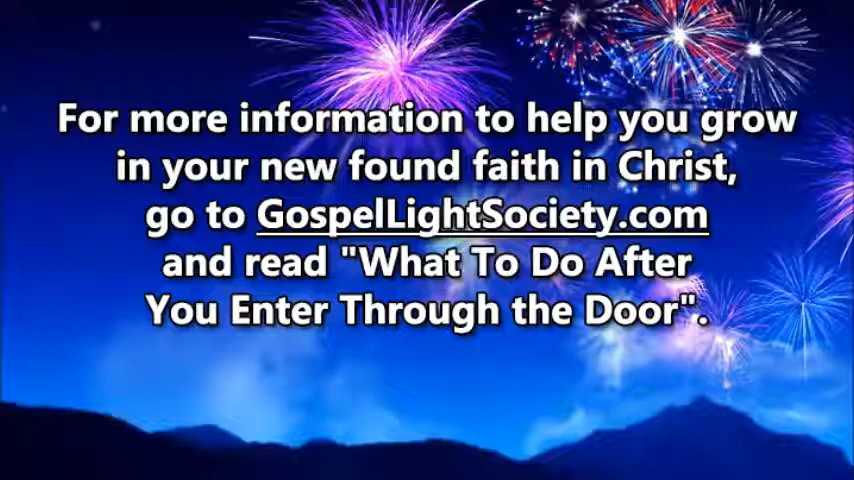 For more information to help you grow
in your new found faith in Christ,
go to GospelLightSociety.com
and read "What To Do After
You Enter Through the Door".